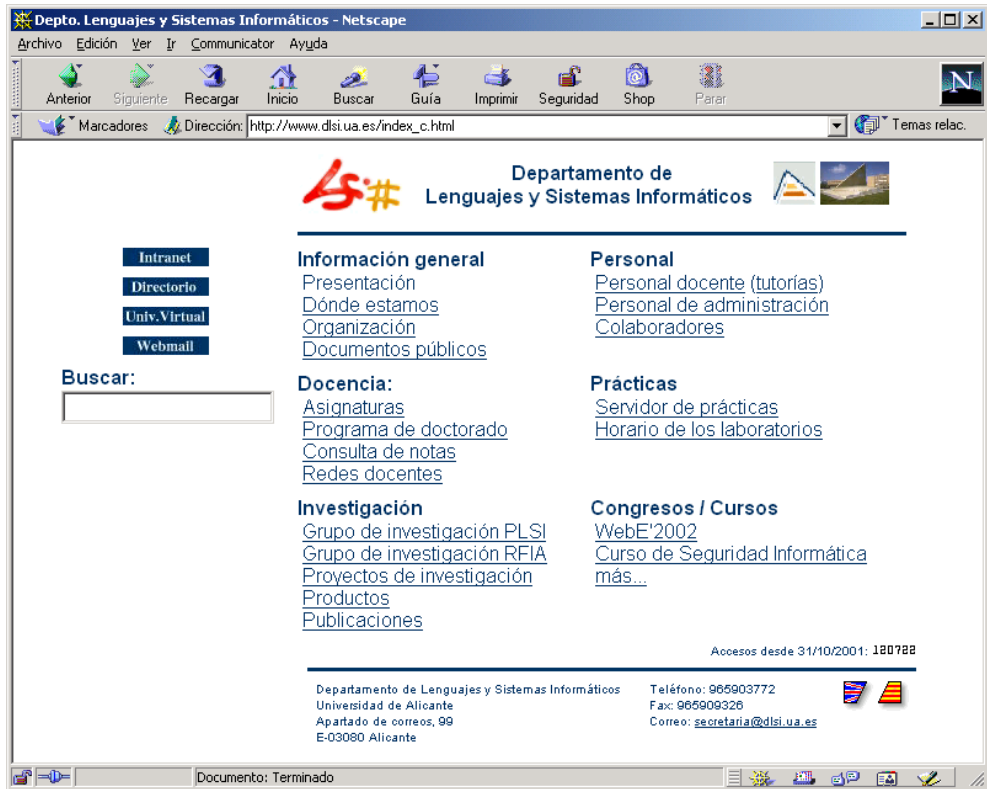 Depto. Lenguajes y Sistemas Informáticos - Netscape
Archivo Edición Ver Ir Communicator Ayuda
Anterior Siguiente Recargar Inicio Buscar Guía Imprimir Seguridad Shop Parar
N
Marcadores Dirección: http://www.dlsi.ua.es/index_c.html Temas relac.
Departamento de
Lenguajes y Sistemas Informáticos
Intranet
Directorio
Univ.Virtual
Webmail
Buscar:
Información general
Presentación
Dónde estamos
Organización
Documentos públicos
Personal
Personal docente (tutorías)
Personal de administración
Colaboradores
Docencia:
Asignaturas
Programa de doctorado
Consulta de notas
Redes docentes
Prácticas
Servidor de prácticas
Horario de los laboratorios
Investigación
Grupo de investigación PLSI
Grupo de investigación RFIA
Proyectos de investigación
Productos
Publicaciones
Congresos / Cursos
WebE'2002
Curso de Seguridad Informática
más...
Accesos desde 31/10/2001: 120722
Departamento de Lenguajes y Sistemas Informáticos
Universidad de Alicante
Apartado de correos, 99
E-03080 Alicante
Teléfono: 965903772
Fax: 965909326
Correo: secretaria@dlsi.ua.es
Documento: Terminado